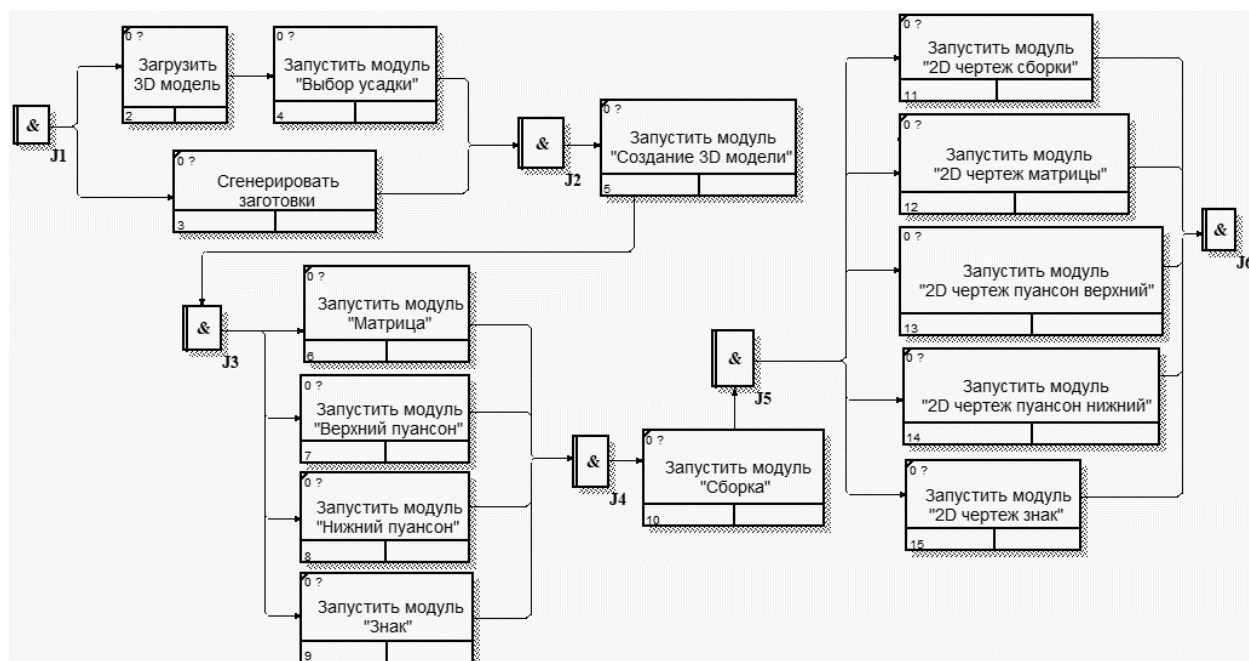 0 ?
Загрузить
3D модель
2
0 ?
Запустить модуль
"Выбор усадки"
4
&
J1
0 ?
Сгенерировать
заготовки
3
&
J2
0 ?
Запустить модуль
"Создание 3D модели"
5
&
J3
0 ?
Запустить модуль
"Матрица"
6
0 ?
Запустить модуль
"Верхний пуансон"
7
0 ?
Запустить модуль
"Нижний пуансон"
8
0 ?
Запустить модуль
"Знак"
9
&
J4
0 ?
Запустить модуль
"Сборка"
10
&
J5
0 ?
Запустить модуль
"2D чертеж сборки"
11
0 ?
Запустить модуль
"2D чертеж матрицы"
12
0 ?
Запустить модуль
"2D чертеж пуансон верхний"
13
0 ?
Запустить модуль
"2D чертеж пуансон нижний"
14
0 ?
Запустить модуль
"2D чертеж знак"
15
&
J6